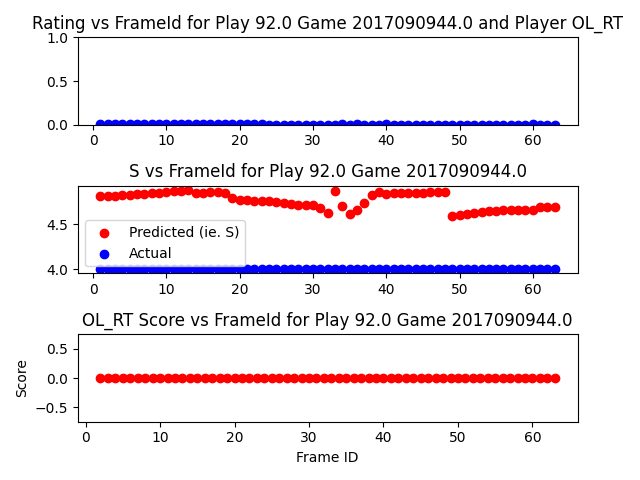 Rating vs FrameId for Play 92.0 Game 2017090944.0 and Player OL_RT
1.0
0.5
0.0
0 10 20 30 40 50 60
S vs FrameId for Play 92.0 Game 2017090944.0
4.5
Predicted (ie. S)
Actual
4.0
0 10 20 30 40 50 60
OL_RT Score vs FrameId for Play 92.0 Game 2017090944.0
0.5
0.0
−0.5
Score
0 10 20 30 40 50 60
Frame ID